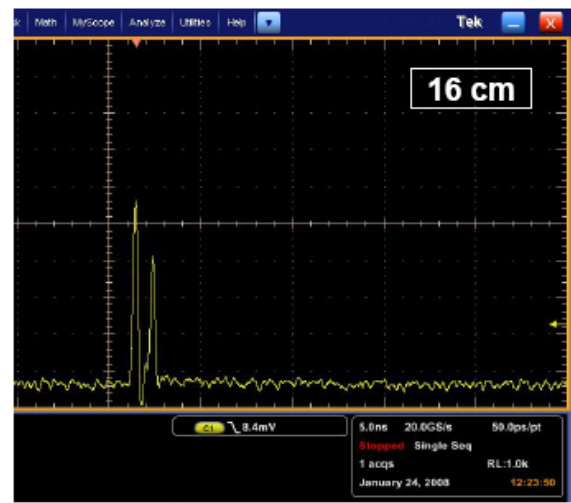 Math MyScope Analyze Utilities Help Tek
16 cm
C1 8.4mV
5.0ns 20.0GS/s 50.0ps/pt
Stopped Single Seq
1 acqs RL:1.0k
January 24, 2008 12:23:50